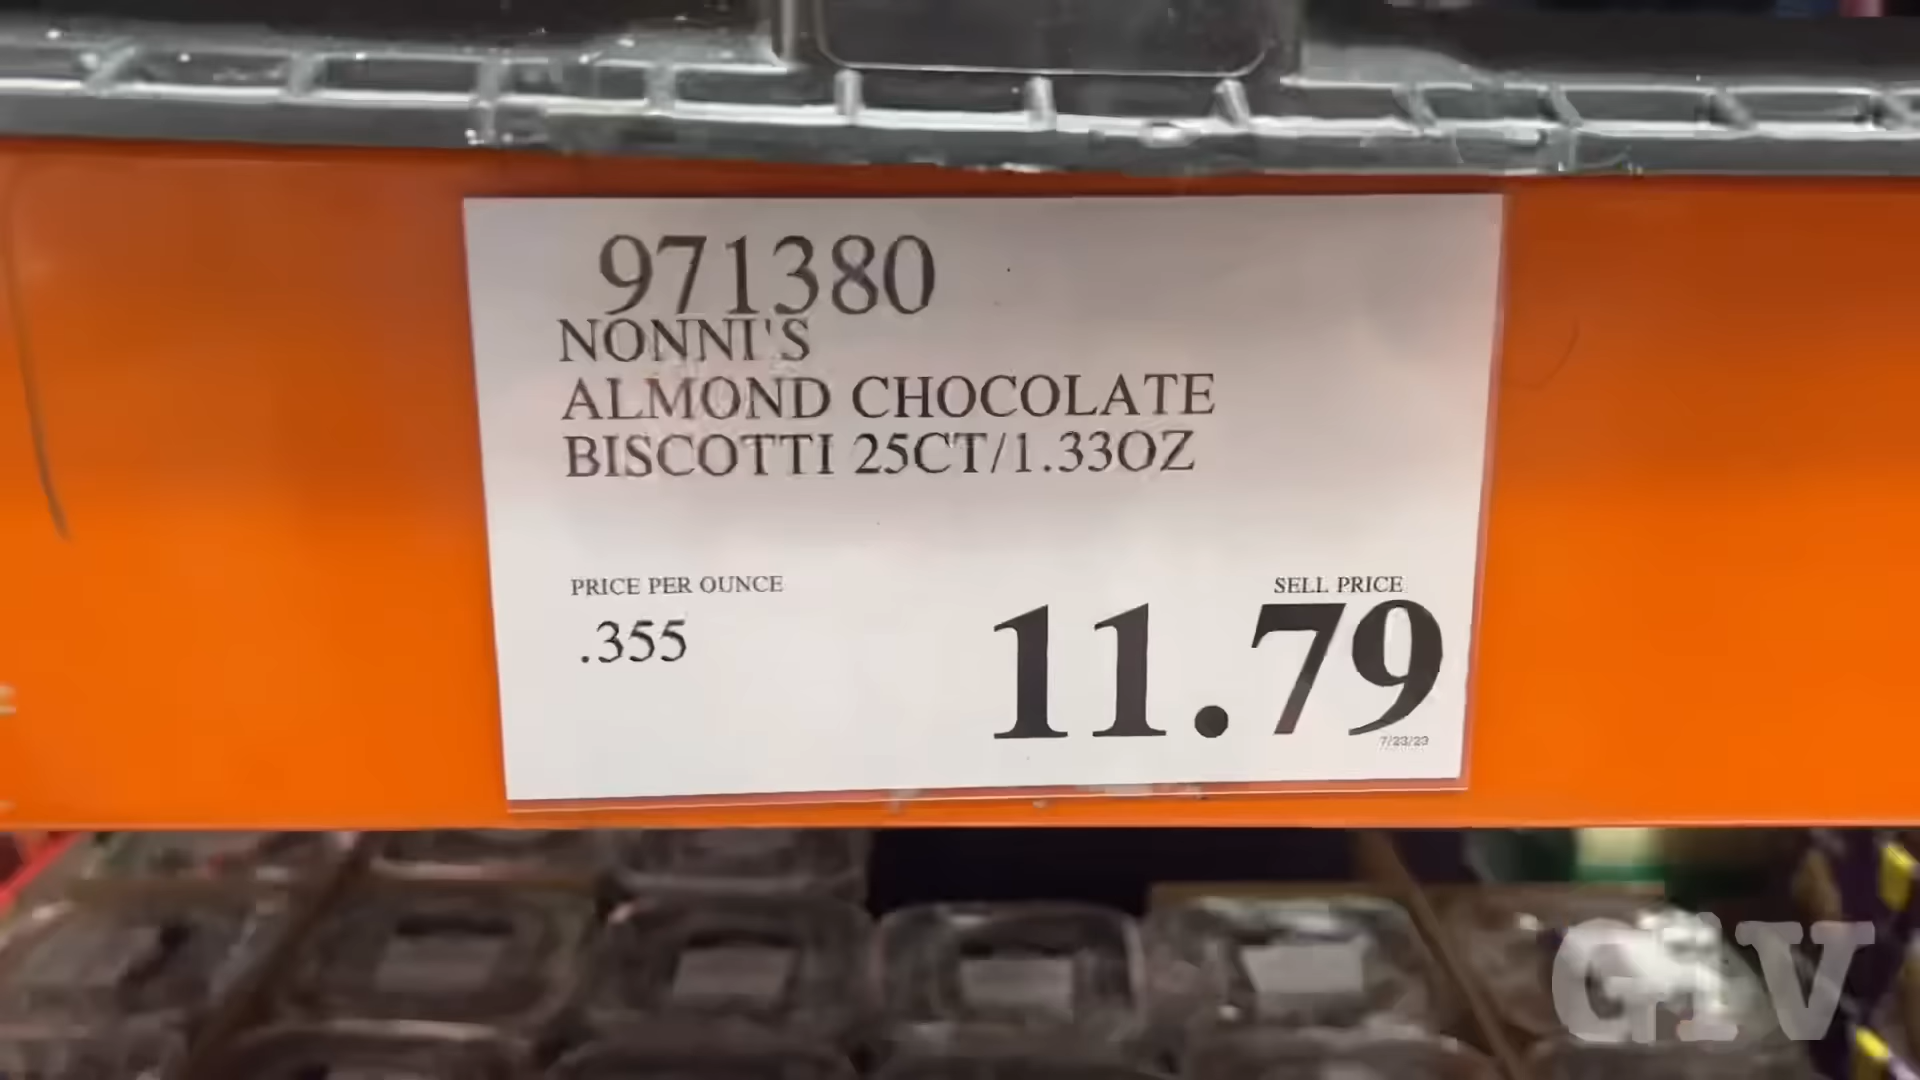 971380
NONNI'S
ALMOND CHOCOLATE
BISCOTTI 25CT/1.33OZ
PRICE PER OUNCE
SELL PRICE
.355
11.79
7/23/23
GiV